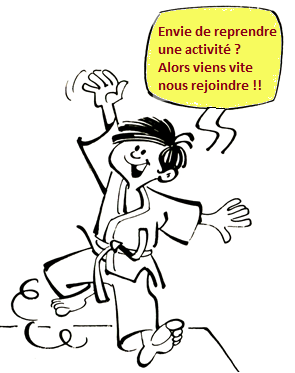 Envie de reprendre
une activité ?
Alors viens vite
nous rejoindre !!